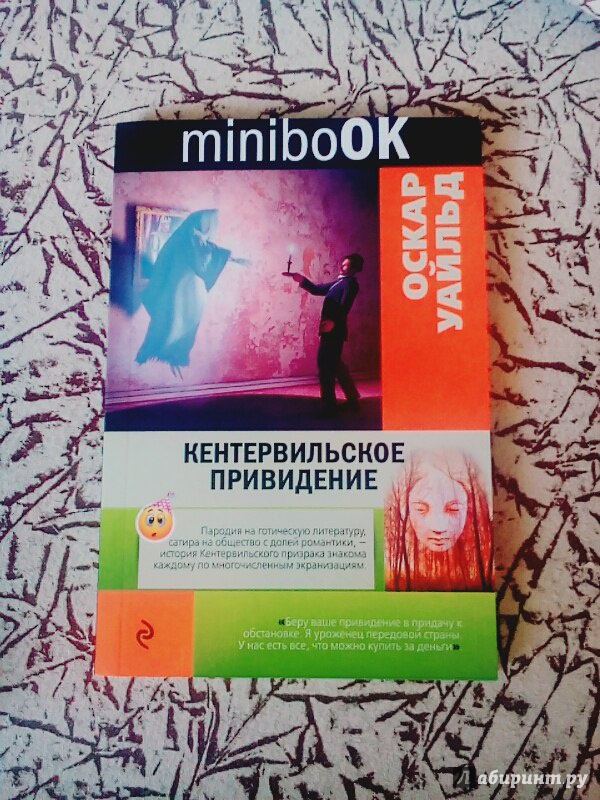 miniboOK
ОСКАР
УАЙЛЬД
КЕНТЕРВИЛЬСКОЕ
ПРИВИДЕНИЕ
Пародия на готическую литературу,
сатира на общество с долей романтики, —
история Кентервильского призрака знакома
каждому по многочисленным экранизациям.
«Беру ваше привидение в придачу к
обстановке. Я уроженец передовой страны.
У нас есть все, что можно купить за деньги»
Лабиринт.ру